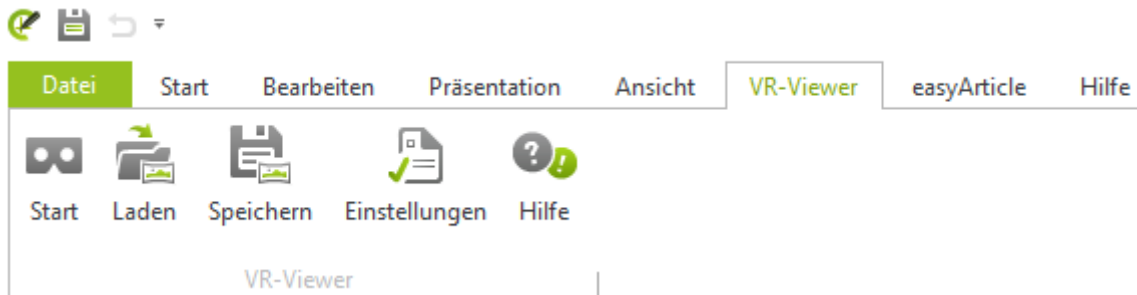 Datei Start Bearbeiten Präsentation Ansicht VR-Viewer easyArticle Hilfe
Start Laden Speichern Einstellungen Hilfe
VR-Viewer